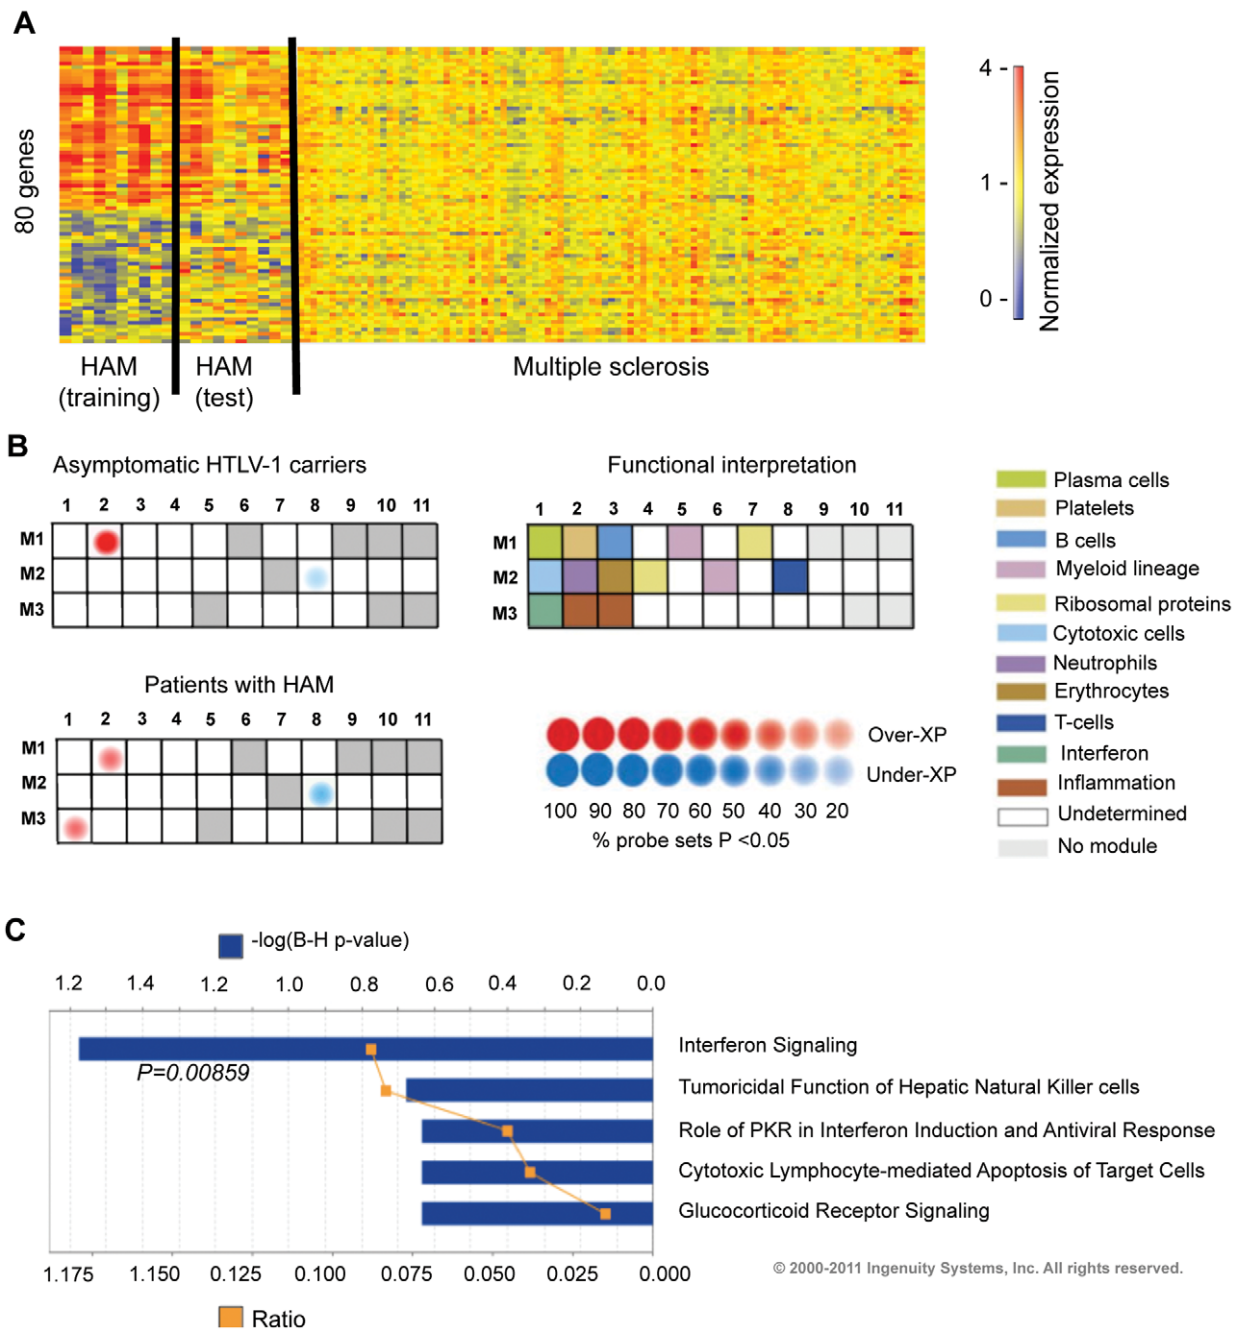 A
80 genes
HAM
(training)
HAM
(test)
Multiple sclerosis
4
1
0
Normalized expression
B
Asymptomatic HTLV-1 carriers
1 2 3 4 5 6 7 8 9 10 11
M1
M2
M3
Functional interpretation
1 2 3 4 5 6 7 8 9 10 11
M1
M2
M3
Plasma cells
Platelets
B cells
Myeloid lineage
Ribosomal proteins
Cytotoxic cells
Neutrophils
Erythrocytes
T-cells
Interferon
Inflammation
Undetermined
No module
Patients with HAM
1 2 3 4 5 6 7 8 9 10 11
M1
M2
M3
Over-XP
Under-XP
100 90 80 70 60 50 40 30 20
% probe sets P <0.05
C
-log(B-H p-value)
1.2 1.4 1.2 1.0 0.8 0.6 0.4 0.2 0.0
Interferon Signaling
P=0.00859
Tumoricidal Function of Hepatic Natural Killer cells
Role of PKR in Interferon Induction and Antiviral Response
Cytotoxic Lymphocyte-mediated Apoptosis of Target Cells
Glucocorticoid Receptor Signaling
1.175 1.150 0.125 0.100 0.075 0.050 0.025 0.000
© 2000-2011 Ingenuity Systems, Inc. All rights reserved.
Ratio